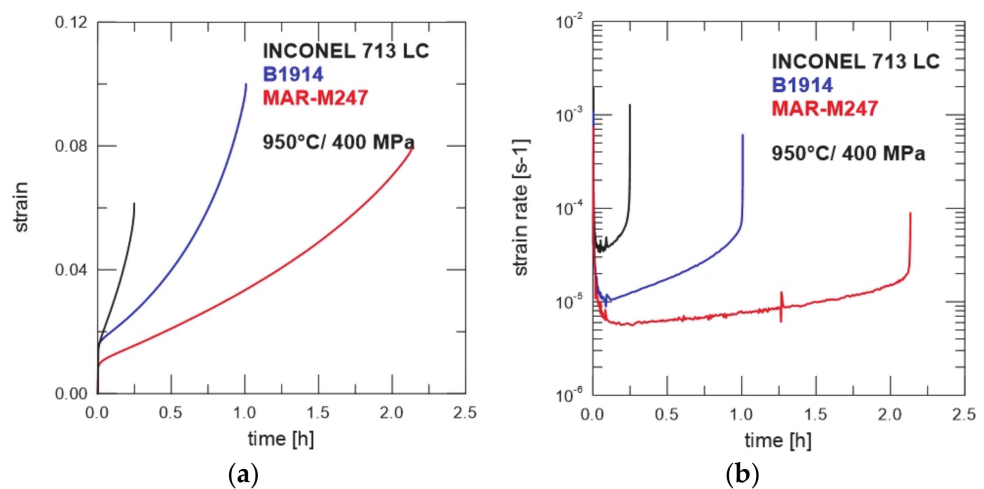 0.12
0.08
0.04
0.00
strain
INCONEL 713 LC
B1914
MAR-M247
950°C/ 400 MPa
0.0 0.5 1.0 1.5 2.0 2.5
time [h]
(a)
10-2
10-3
10-4
10-5
10-6
strain rate [s-1]
INCONEL 713 LC
B1914
MAR-M247
950°C/ 400 MPa
0.0 0.5 1.0 1.5 2.0 2.5
time [h]
(b)